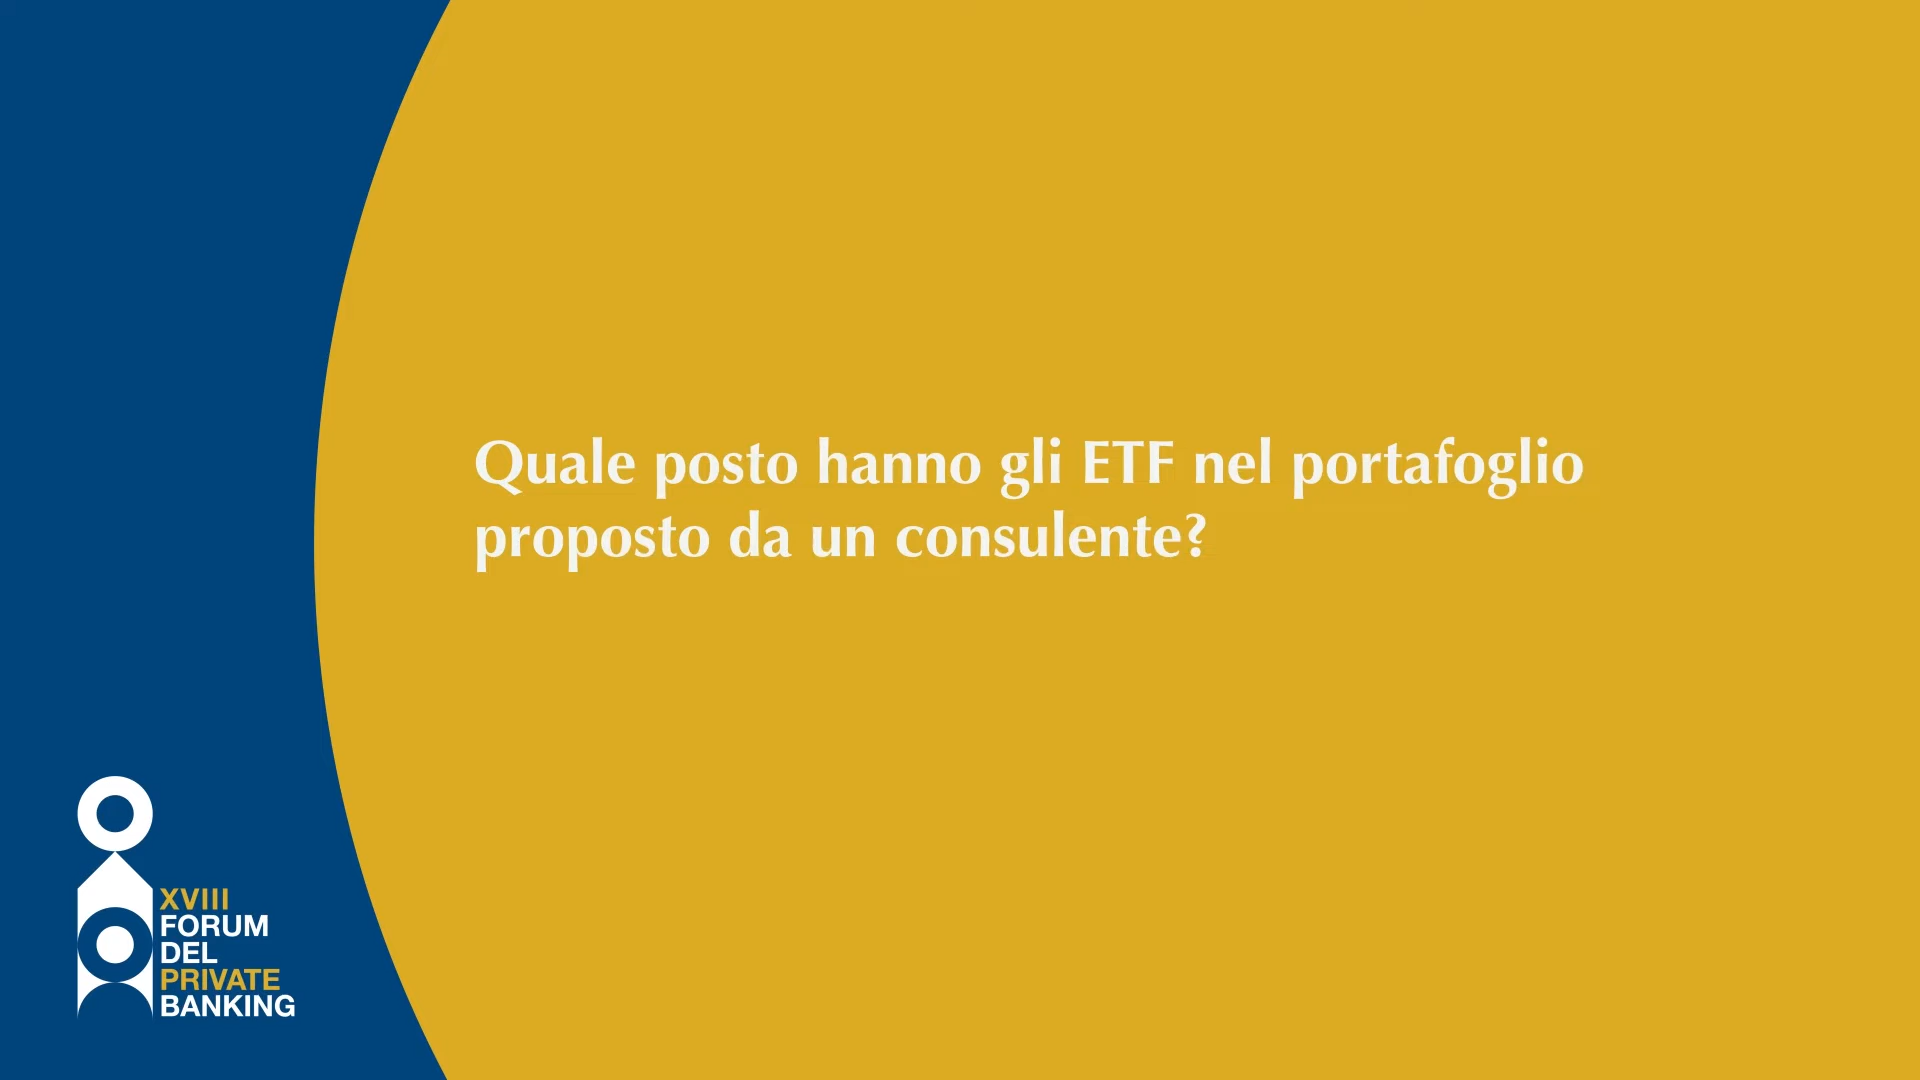 Quale posto hanno gli ETF nel portafoglio
proposto da un consulente?
XVIII
FORUM
DEL
PRIVATE
BANKING